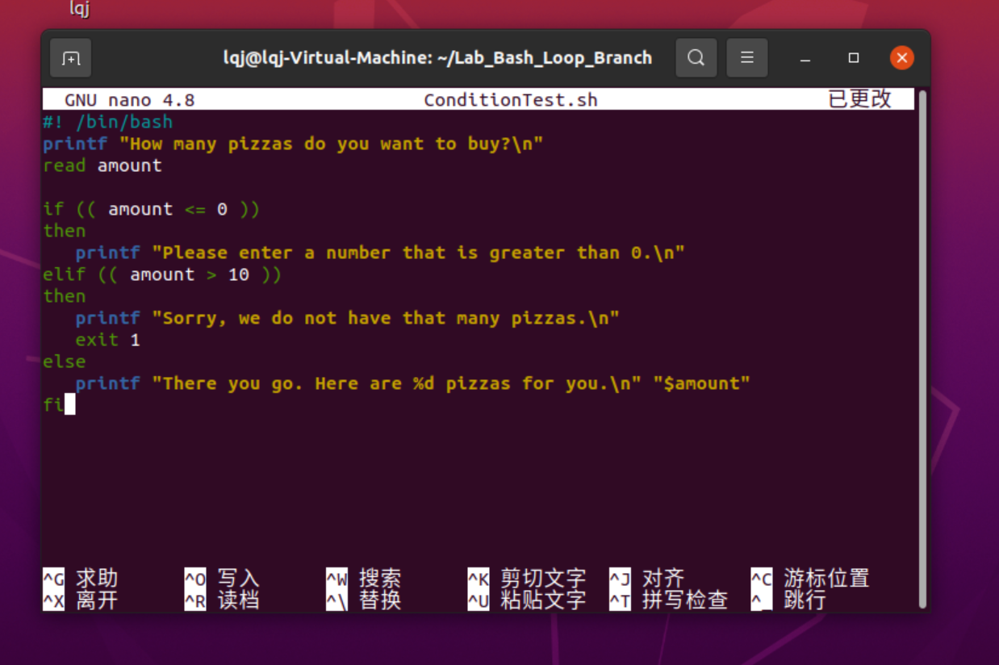 lqj
lqj@lqj-Virtual-Machine: ~/Lab_Bash_Loop_Branch
GNU nano 4.8 ConditionTest.sh 已更改
#! /bin/bash
printf "How many pizzas do you want to buy?\n"
read amount
if (( amount <= 0 ))
then
printf "Please enter a number that is greater than 0.\n"
elif (( amount > 10 ))
then
printf "Sorry, we do not have that many pizzas.\n"
exit 1
else
printf "There you go. Here are %d pizzas for you.\n" "$amount"
fi
^G 求助 ^O 写入 ^W 搜索 ^K 剪切文字 ^J 对齐 ^C 游标位置
^X 离开 ^R 读档 ^\ 替换 ^U 粘贴文字 ^T 拼写检查 ^_ 跳行